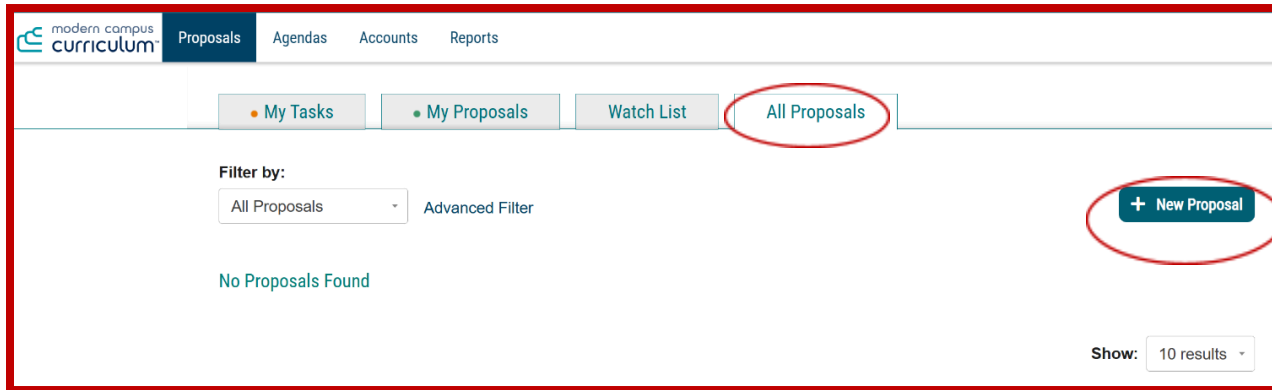 modern campus
curriculum™
Proposals Agendas Accounts Reports
• My Tasks • My Proposals Watch List All Proposals
Filter by:
All Proposals Advanced Filter
+ New Proposal
No Proposals Found
Show: 10 results